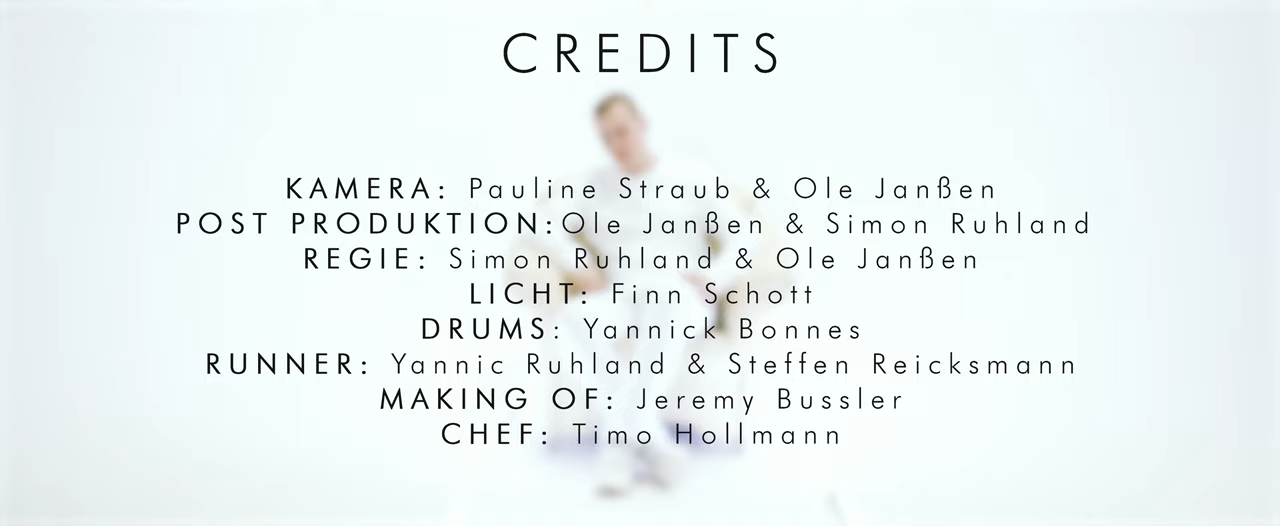 CREDITS
KAMERA: Pauline Straub & Ole Janßen
POST PRODUKTION:Ole Janßen & Simon Ruhland
REGIE: Simon Ruhland & Ole Janßen
LICHT: Finn Schott
DRUMS: Yannick Bonnes
RUNNER: Yannic Ruhland & Steffen Reicksmann
MAKING OF: Jeremy Bussler
CHEF: Timo Hollmann